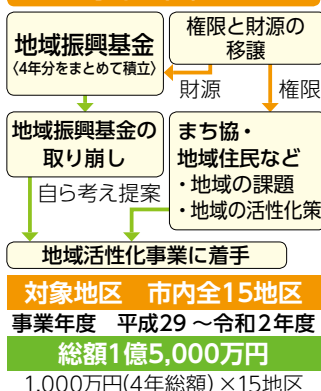 権限と財源の
移譲
地域振興基金
〈4年分をまとめて積立〉
財源
権限
地域振興基金の
取り崩し
まち協・
地域住民など
・地域の課題
・地域の活性化策
自ら考え提案
地域活性化事業に着手
対象地区 市内全15地区
事業年度 平成29～令和2年度
総額1億5,000万円
1,000万円(4年総額)×15地区